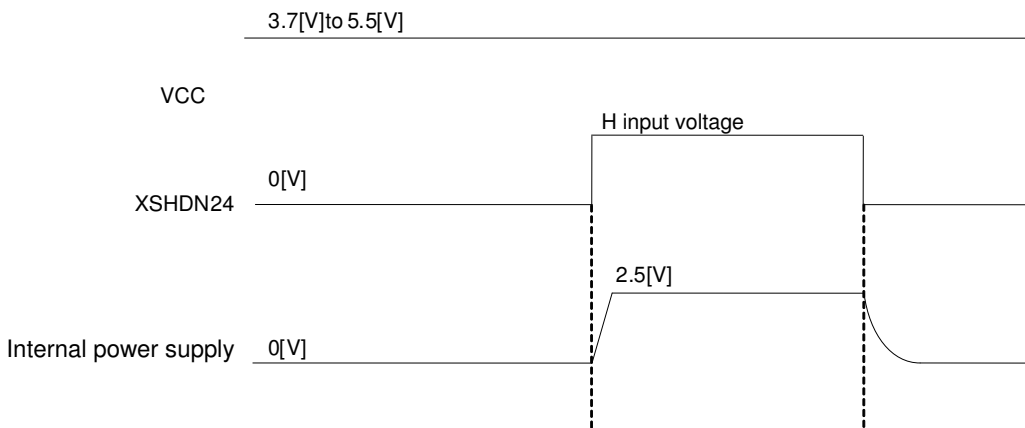 3.7[V]to 5.5[V]
VCC
H input voltage
0[V]
XSHDN24
2.5[V]
Internal power supply 0[V]